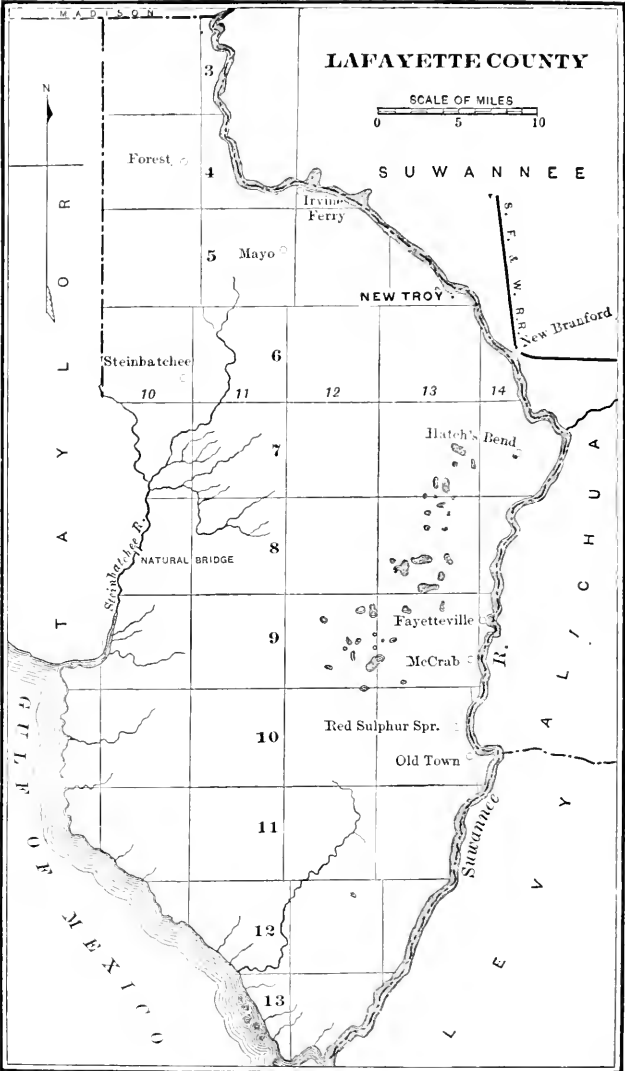 MADISON
LAFAYETTE COUNTY
SCALE OF MILES
0 5 10
N
3
SUWANNEE
Forest
4
Irvines
Ferry
S. F. & W. R.R.
5
Mayo
NEW TROY
New Branford
TAYLOR
Steinbatchee
6
10 11 12 13 14
Hatch's Bend
7
ALACHUA
Steinhatchee R.
NATURAL BRIDGE
8
9
Fayetteville
McCrab
R.
Red Sulphur Spr.
10
Old Town
GULF OF MEXICO
11
Suwannee
LEVY
12
13